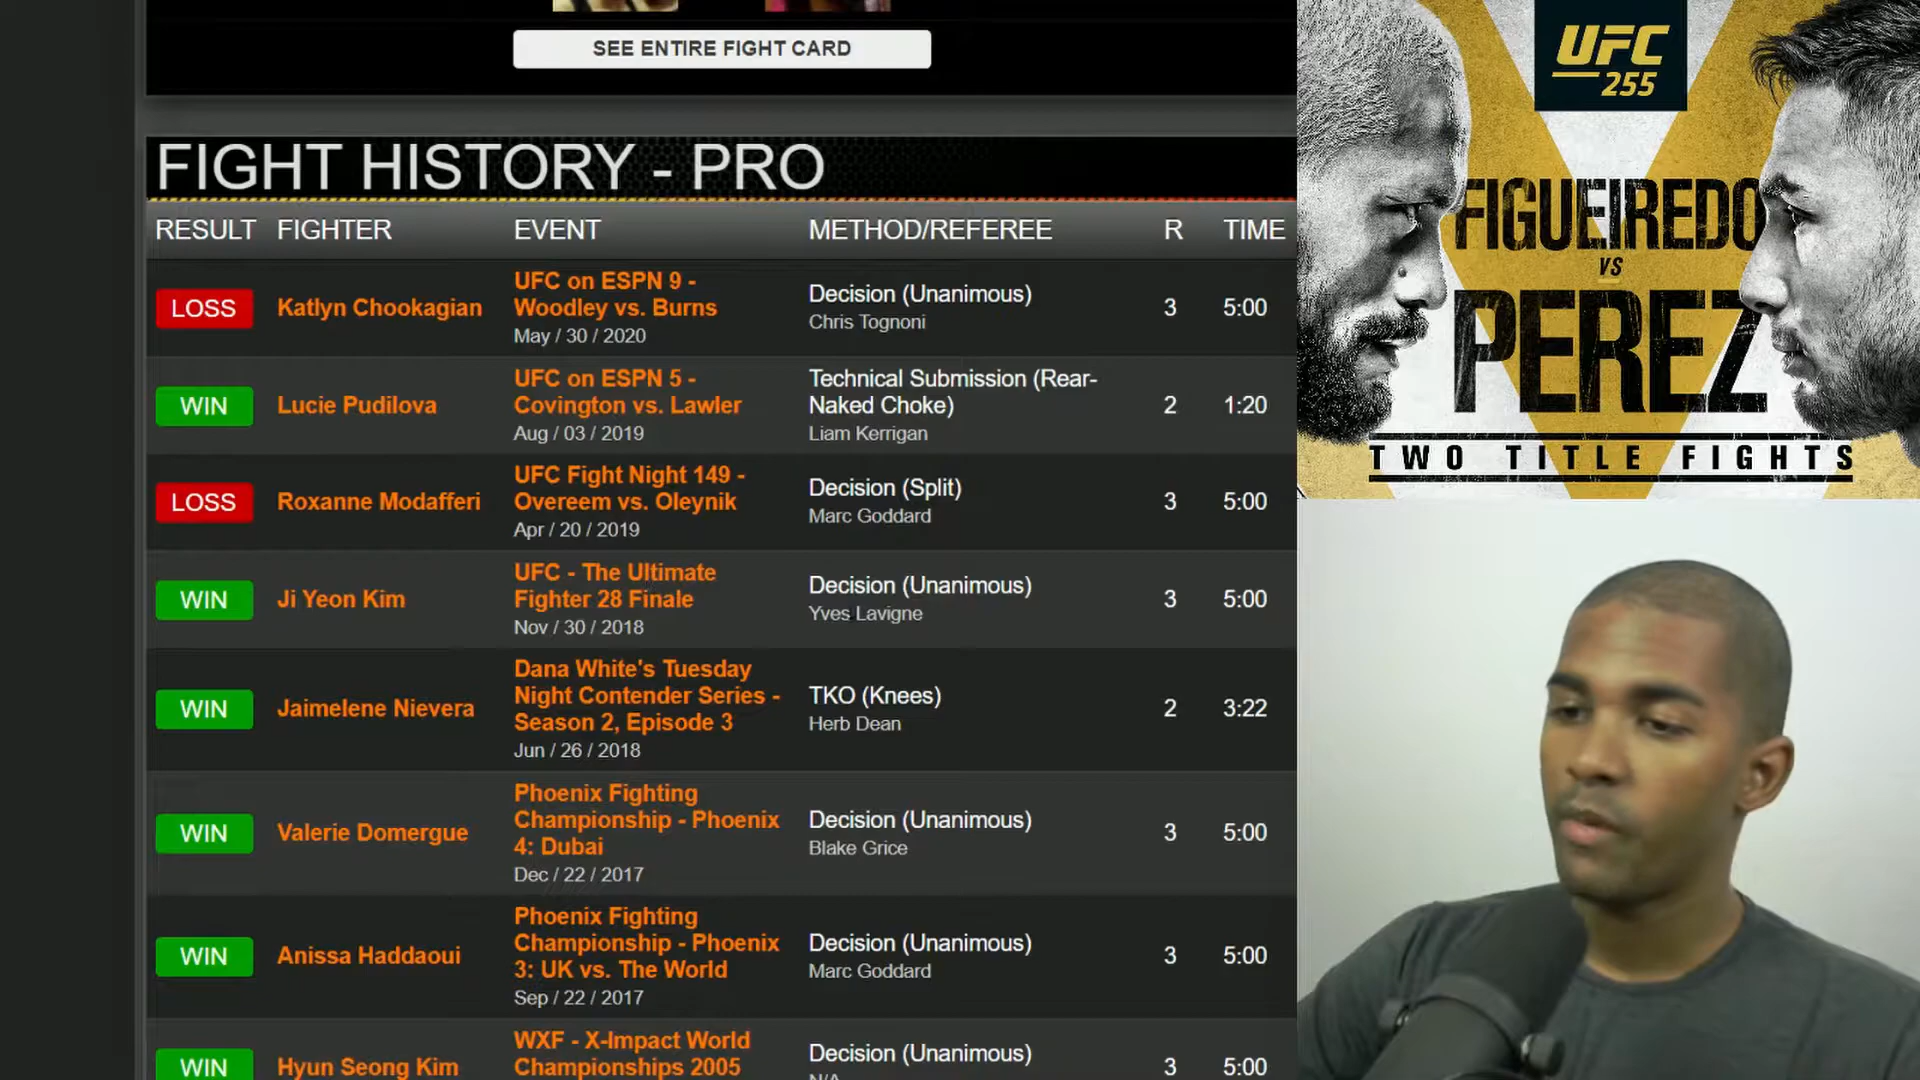 SEE ENTIRE FIGHT CARD
FIGHT HISTORY - PRO
RESULT FIGHTER EVENT METHOD/REFEREE R TIME
LOSS
Katlyn Chookagian
UFC on ESPN 9 -
Woodley vs. Burns
May / 30 / 2020
Decision (Unanimous)
Chris Tognoni
3
5:00
WIN
Lucie Pudilova
UFC on ESPN 5 -
Covington vs. Lawler
Aug / 03 / 2019
Technical Submission (Rear-
Naked Choke)
Liam Kerrigan
2
1:20
LOSS
Roxanne Modafferi
UFC Fight Night 149 -
Overeem vs. Oleynik
Apr / 20 / 2019
Decision (Split)
Marc Goddard
3
5:00
WIN
Ji Yeon Kim
UFC - The Ultimate
Fighter 28 Finale
Nov / 30 / 2018
Decision (Unanimous)
Yves Lavigne
3
5:00
WIN
Jaimelene Nievera
Dana White's Tuesday
Night Contender Series -
Season 2, Episode 3
Jun / 26 / 2018
TKO (Knees)
Herb Dean
2
3:22
WIN
Valerie Domergue
Phoenix Fighting
Championship - Phoenix
4: Dubai
Dec / 22 / 2017
Decision (Unanimous)
Blake Grice
3
5:00
WIN
Anissa Haddaoui
Phoenix Fighting
Championship - Phoenix
3: UK vs. The World
Sep / 22 / 2017
Decision (Unanimous)
Marc Goddard
3
5:00
WIN
Hyun Seong Kim
WXF - X-Impact World
Championships 2005
Decision (Unanimous)
N/A
3
5:00
UFC
255
FIGUEIREDO
VS
PEREZ
TWO TITLE FIGHTS